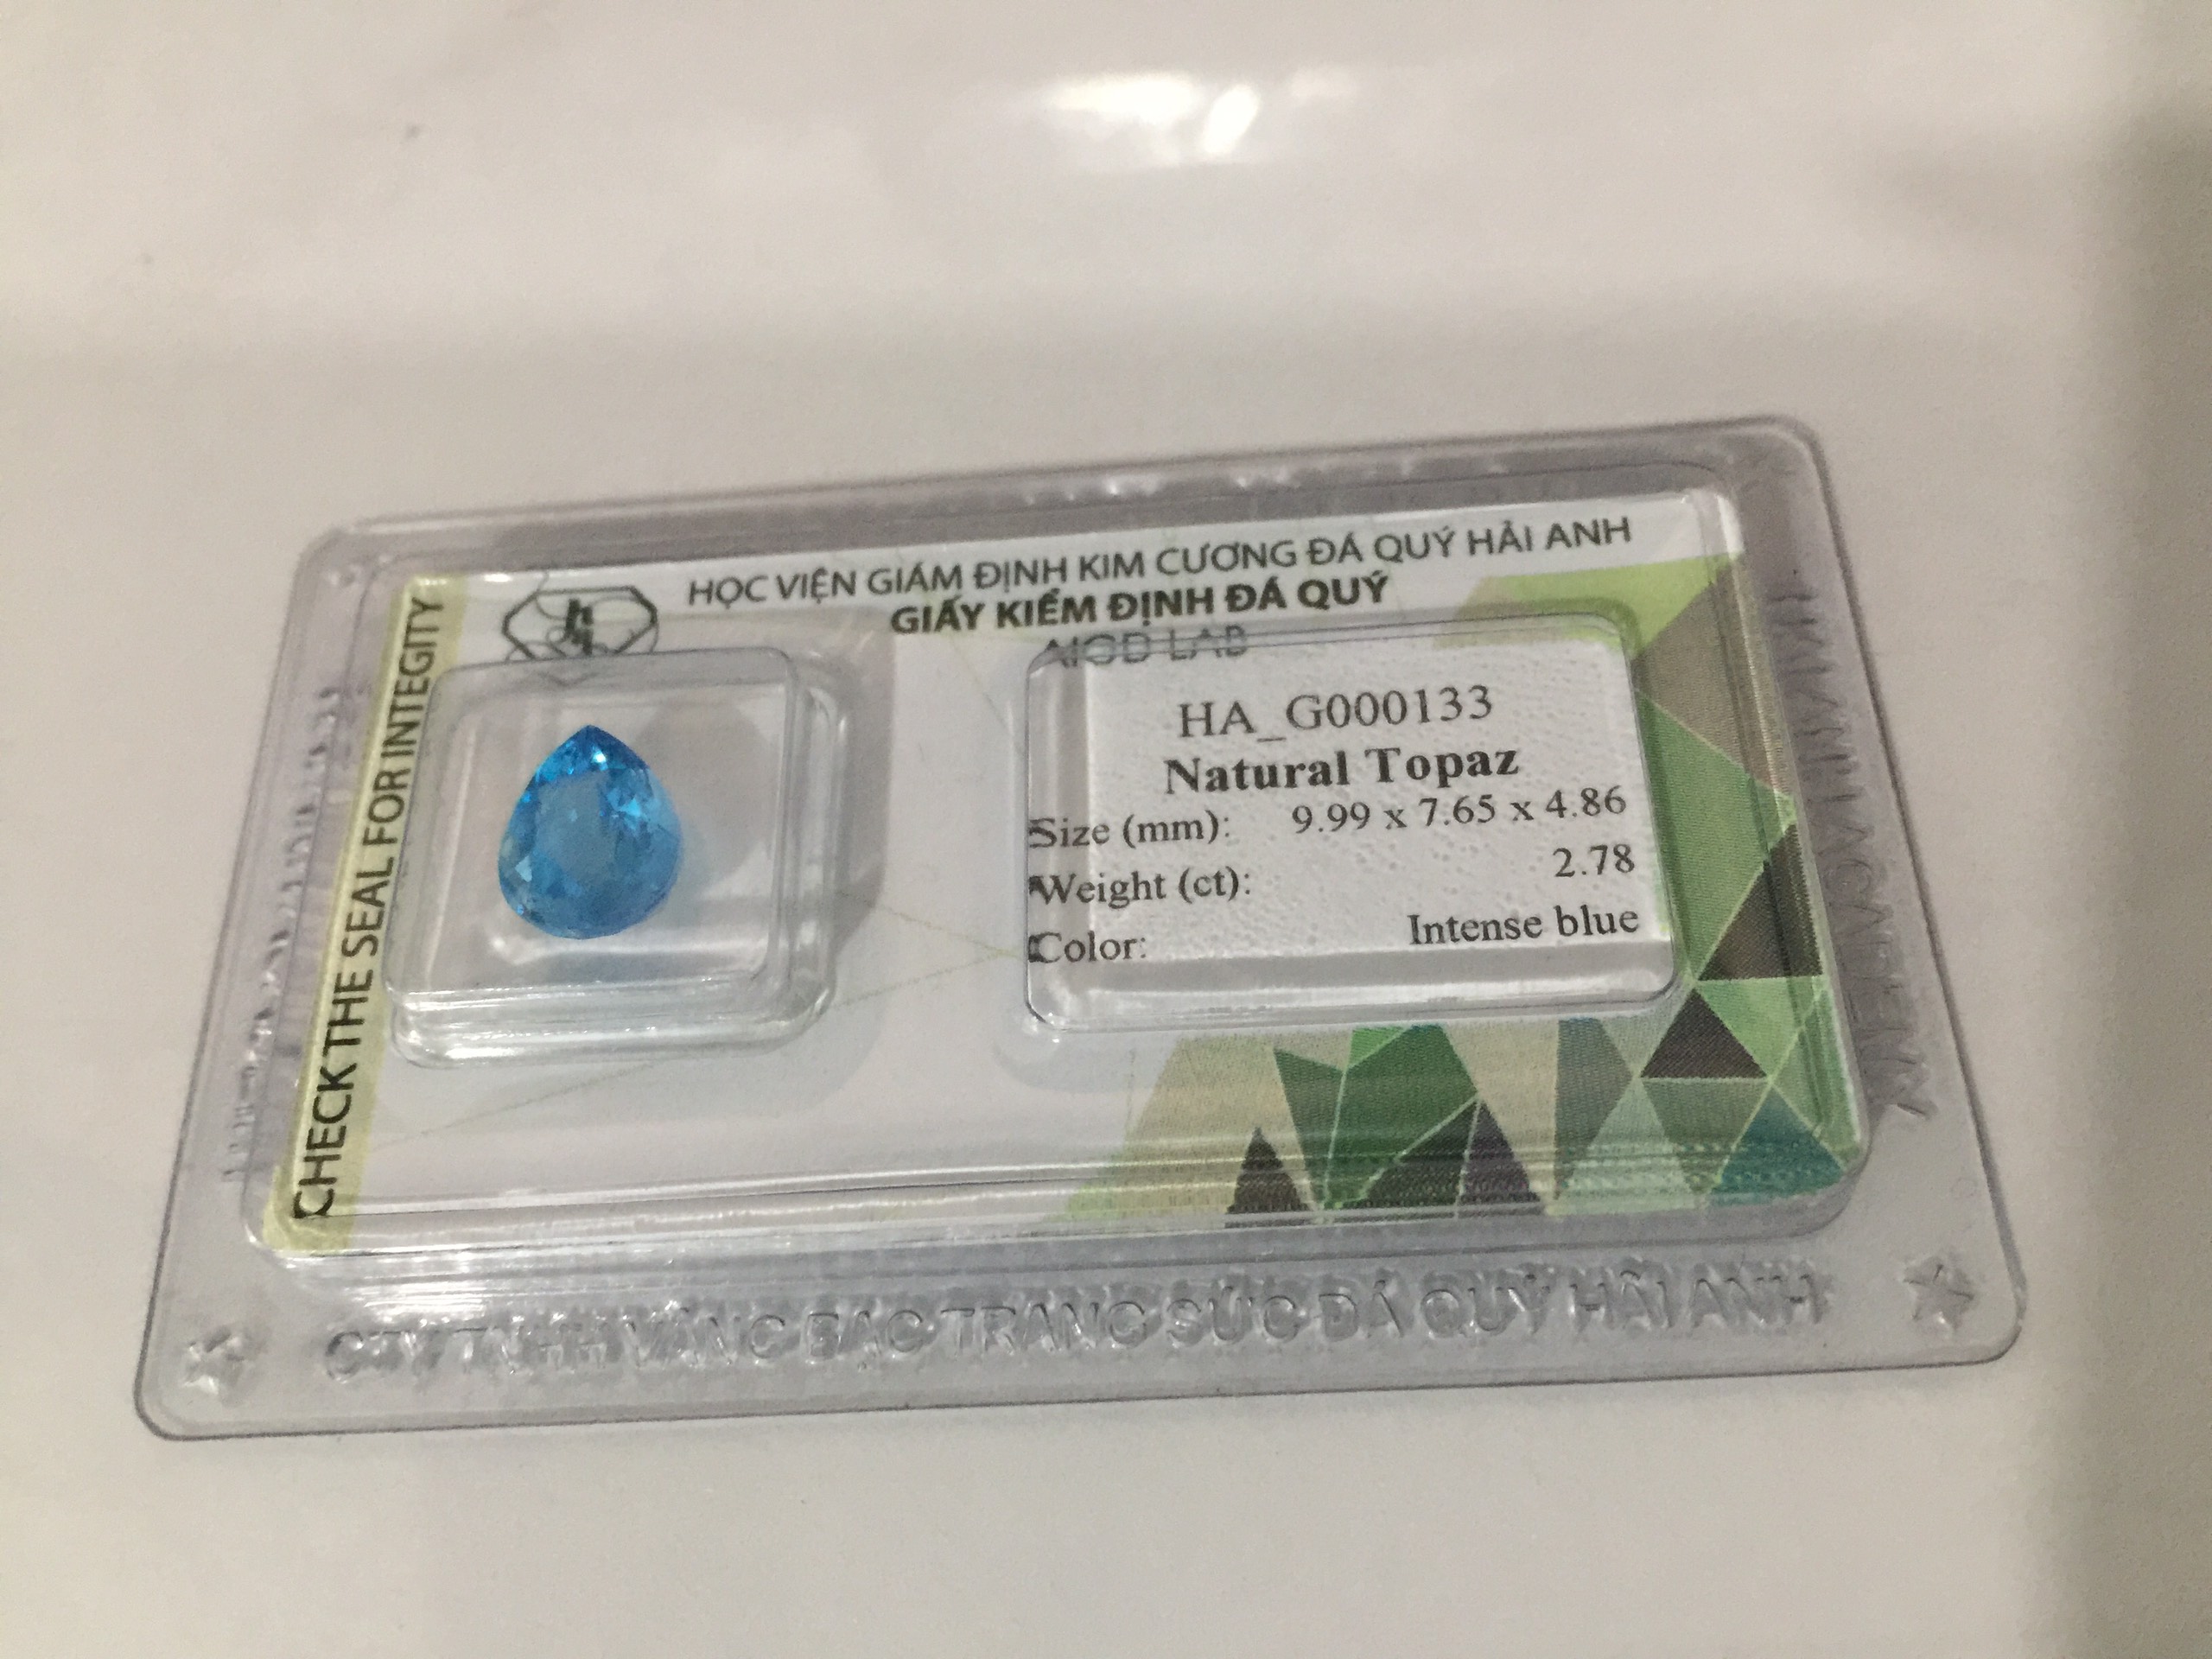 HỌC VIỆN GIÁM ĐỊNH KIM CƯƠNG ĐÁ QUÝ HẢI ANH
GIẤY KIỂM ĐỊNH ĐÁ QUÝ
LAB
CHECK THE SEAL FOR INTEGITY
HA_G000133
Natural Topaz
Size (mm): 9.99 x 7.65 x 4.86
Weight (ct): 2.78
Color: Intense blue
CTY TNHH VÀNG BẠC TRANG SỨC ĐÁ QUÝ HẢI ANH